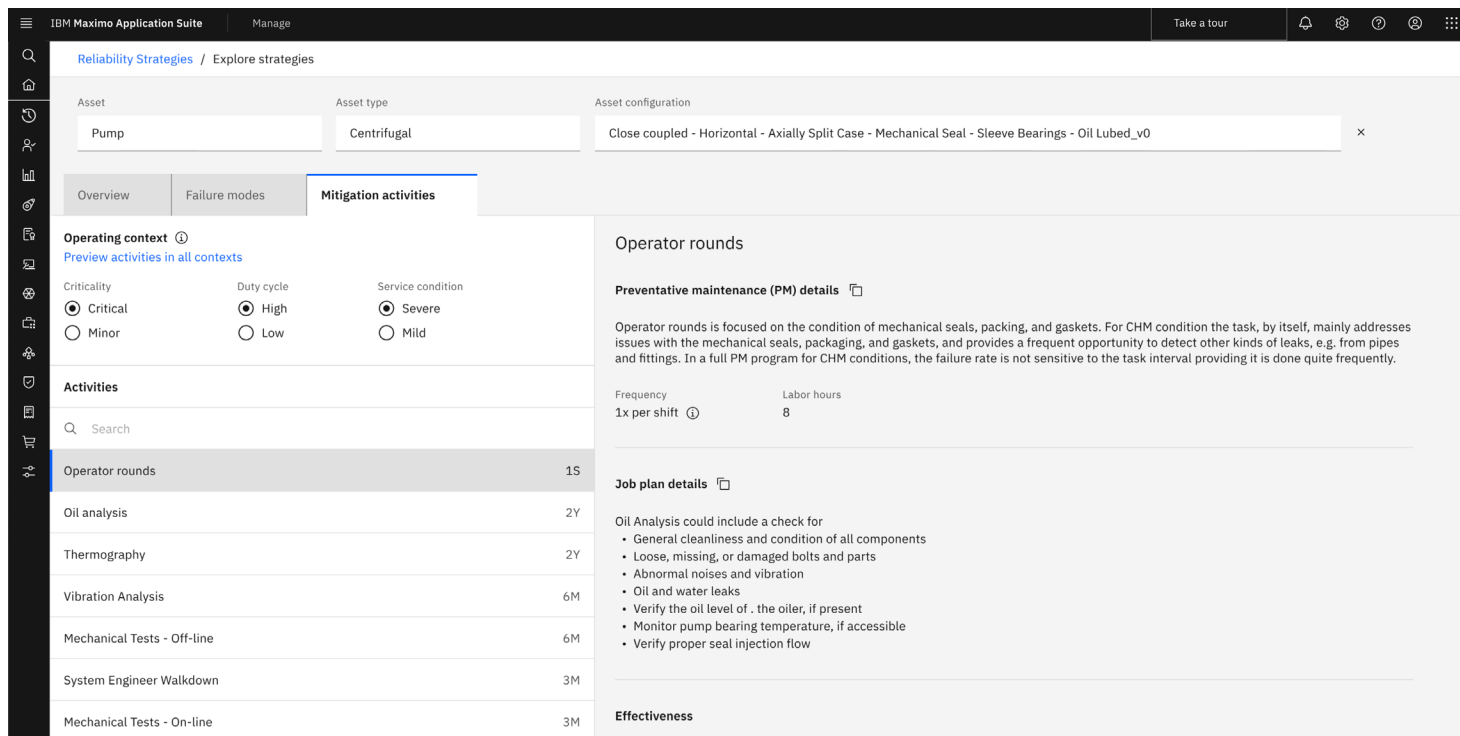 IBM Maximo Application Suite
Manage
Take a tour
Reliability Strategies / Explore strategies
Asset
Asset type
Asset configuration
Pump
Centrifugal
Close coupled - Horizontal - Axially Split Case - Mechanical Seal - Sleeve Bearings - Oil Lubed_v0
Overview
Failure modes
Mitigation activities
Operating context
Preview activities in all contexts
Criticality
Duty cycle
Service condition
Critical
High
Severe
Minor
Low
Mild
Activities
Search
Operator rounds 1S
Oil analysis 2Y
Thermography 2Y
Vibration Analysis 6M
Mechanical Tests - Off-line 6M
System Engineer Walkdown 3M
Mechanical Tests - On-line 3M
Operator rounds
Preventative maintenance (PM) details
Operator rounds is focused on the condition of mechanical seals, packing, and gaskets. For CHM condition the task, by itself, mainly addresses
issues with the mechanical seals, packaging, and gaskets, and provides a frequent opportunity to detect other kinds of leaks, e.g. from pipes
and fittings. In a full PM program for CHM conditions, the failure rate is not sensitive to the task interval providing it is done quite frequently.
Frequency
Labor hours
1x per shift
8
Job plan details
Oil Analysis could include a check for
• General cleanliness and condition of all components
• Loose, missing, or damaged bolts and parts
• Abnormal noises and vibration
• Oil and water leaks
• Verify the oil level of . the oiler, if present
• Monitor pump bearing temperature, if accessible
• Verify proper seal injection flow
Effectiveness